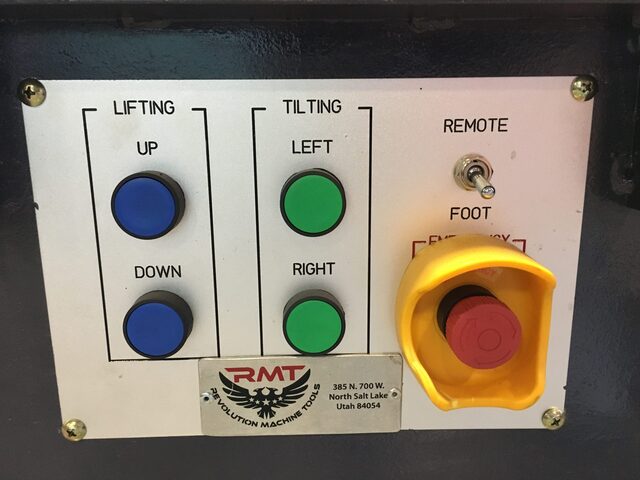 LIFTING
UP
DOWN
TILTING
LEFT
RIGHT
REMOTE
FOOT
EMERGENCY
RMT
REVOLUTION MACHINE TOOLS
385 N. 700 W.
North Salt Lake
Utah 84054